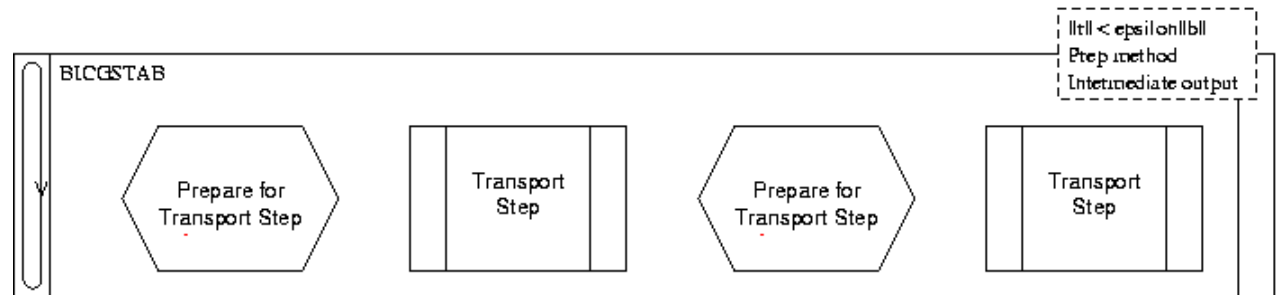 ||r|| < epsilon||b||
Prep method
Intermediate output
BICGSTAB
Prepare for
Transport Step
Transport
Step
Prepare for
Transport Step
Transport
Step